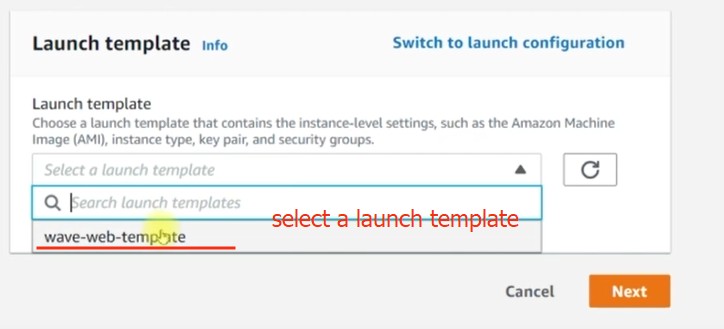 Launch template Info Switch to launch configuration
Launch template
Choose a launch template that contains the instance-level settings, such as the Amazon Machine
Image (AMI), instance type, key pair, and security groups.
Select a launch template
Search launch templates
select a launch template
wave-web-template
Cancel Next